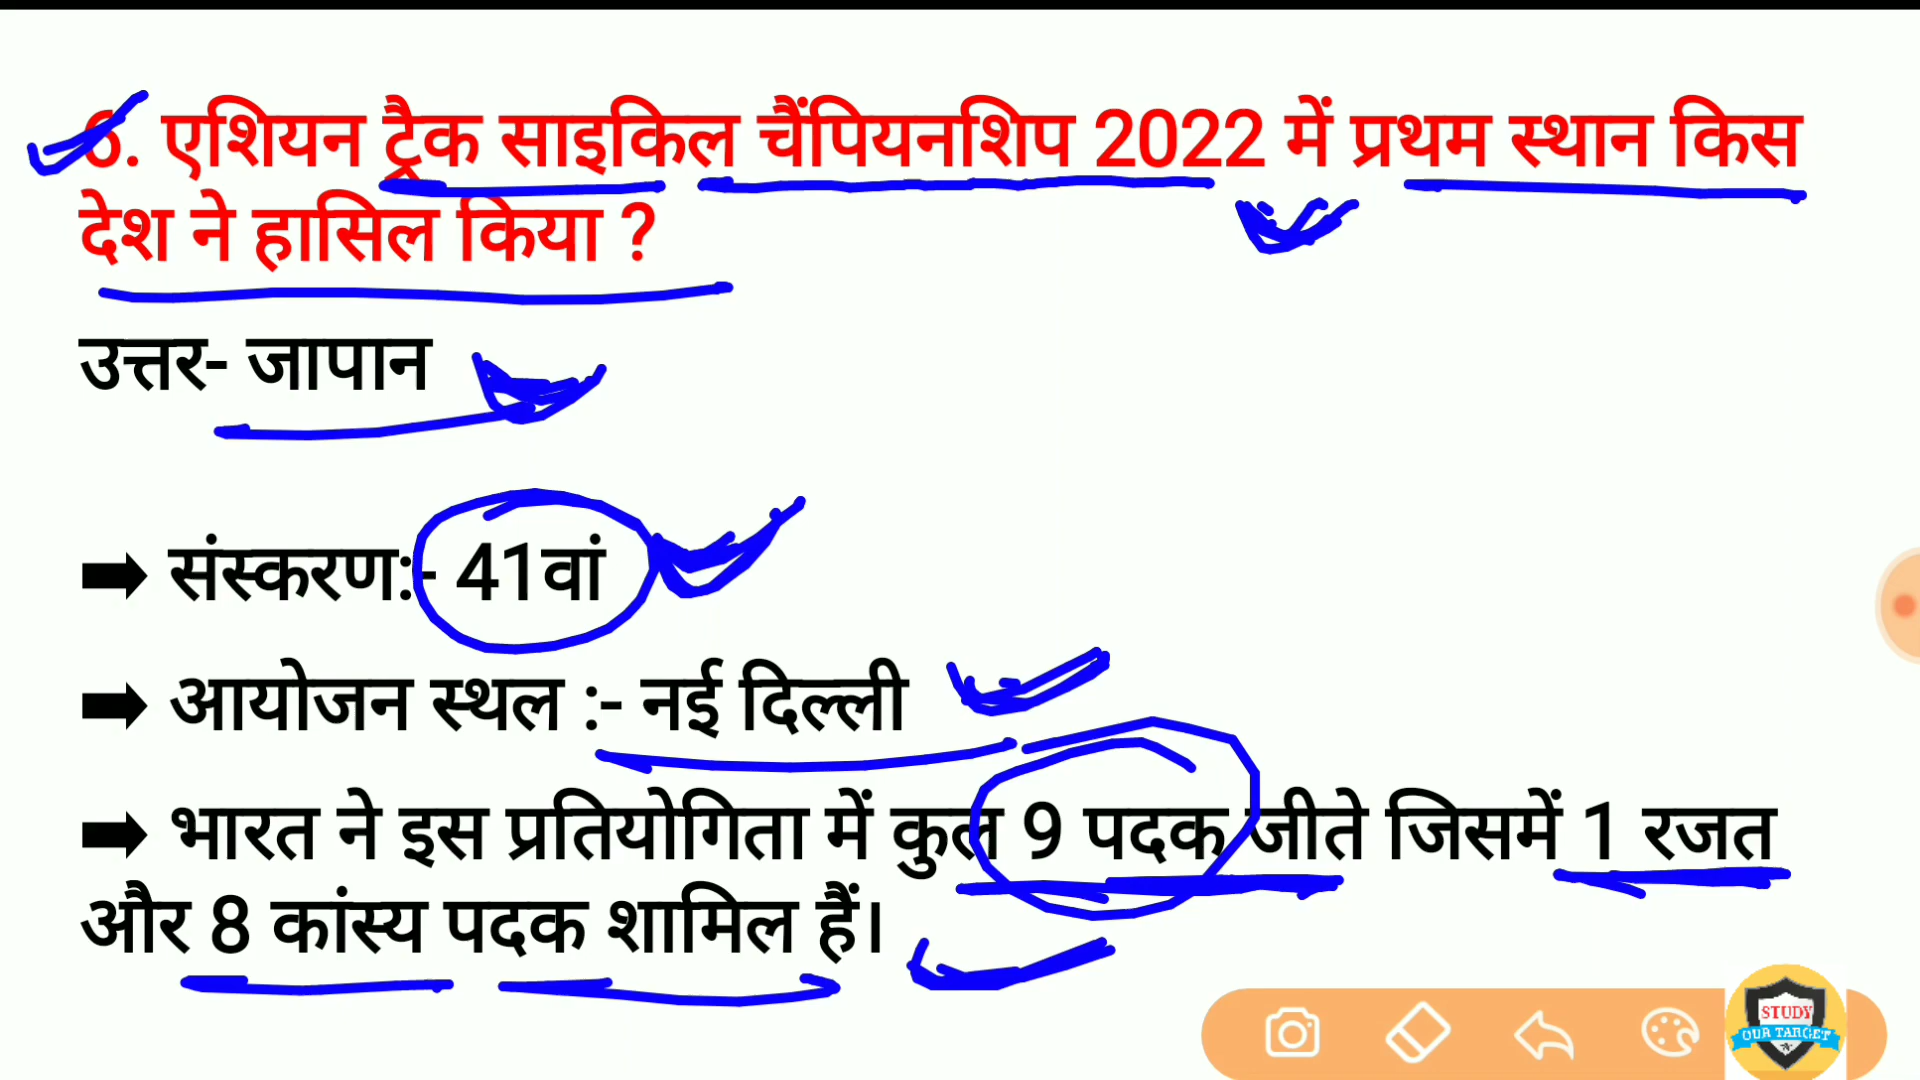 6. एशियन ट्रैक साइकिल चैंपियनशिप 2022 में प्रथम स्थान किस
देश ने हासिल किया ?
उत्तर- जापान
➡ संस्करण:- 41वां
➡ आयोजन स्थल :- नई दिल्ली
➡ भारत ने इस प्रतियोगिता में कुल 9 पदक जीते जिसमें 1 रजत
और 8 कांस्य पदक शामिल हैं।
STUDY
OUR TARGET